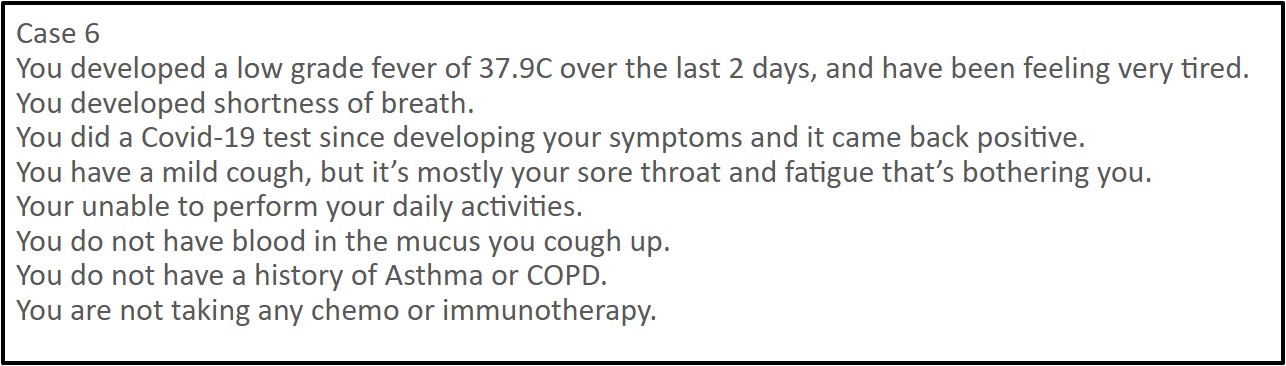 Case 6
You developed a low grade fever of 37.9C over the last 2 days, and have been feeling very tired.
You developed shortness of breath.
You did a Covid-19 test since developing your symptoms and it came back positive.
You have a mild cough, but it’s mostly your sore throat and fatigue that’s bothering you.
Your unable to perform your daily activities.
You do not have blood in the mucus you cough up.
You do not have a history of Asthma or COPD.
You are not taking any chemo or immunotherapy.